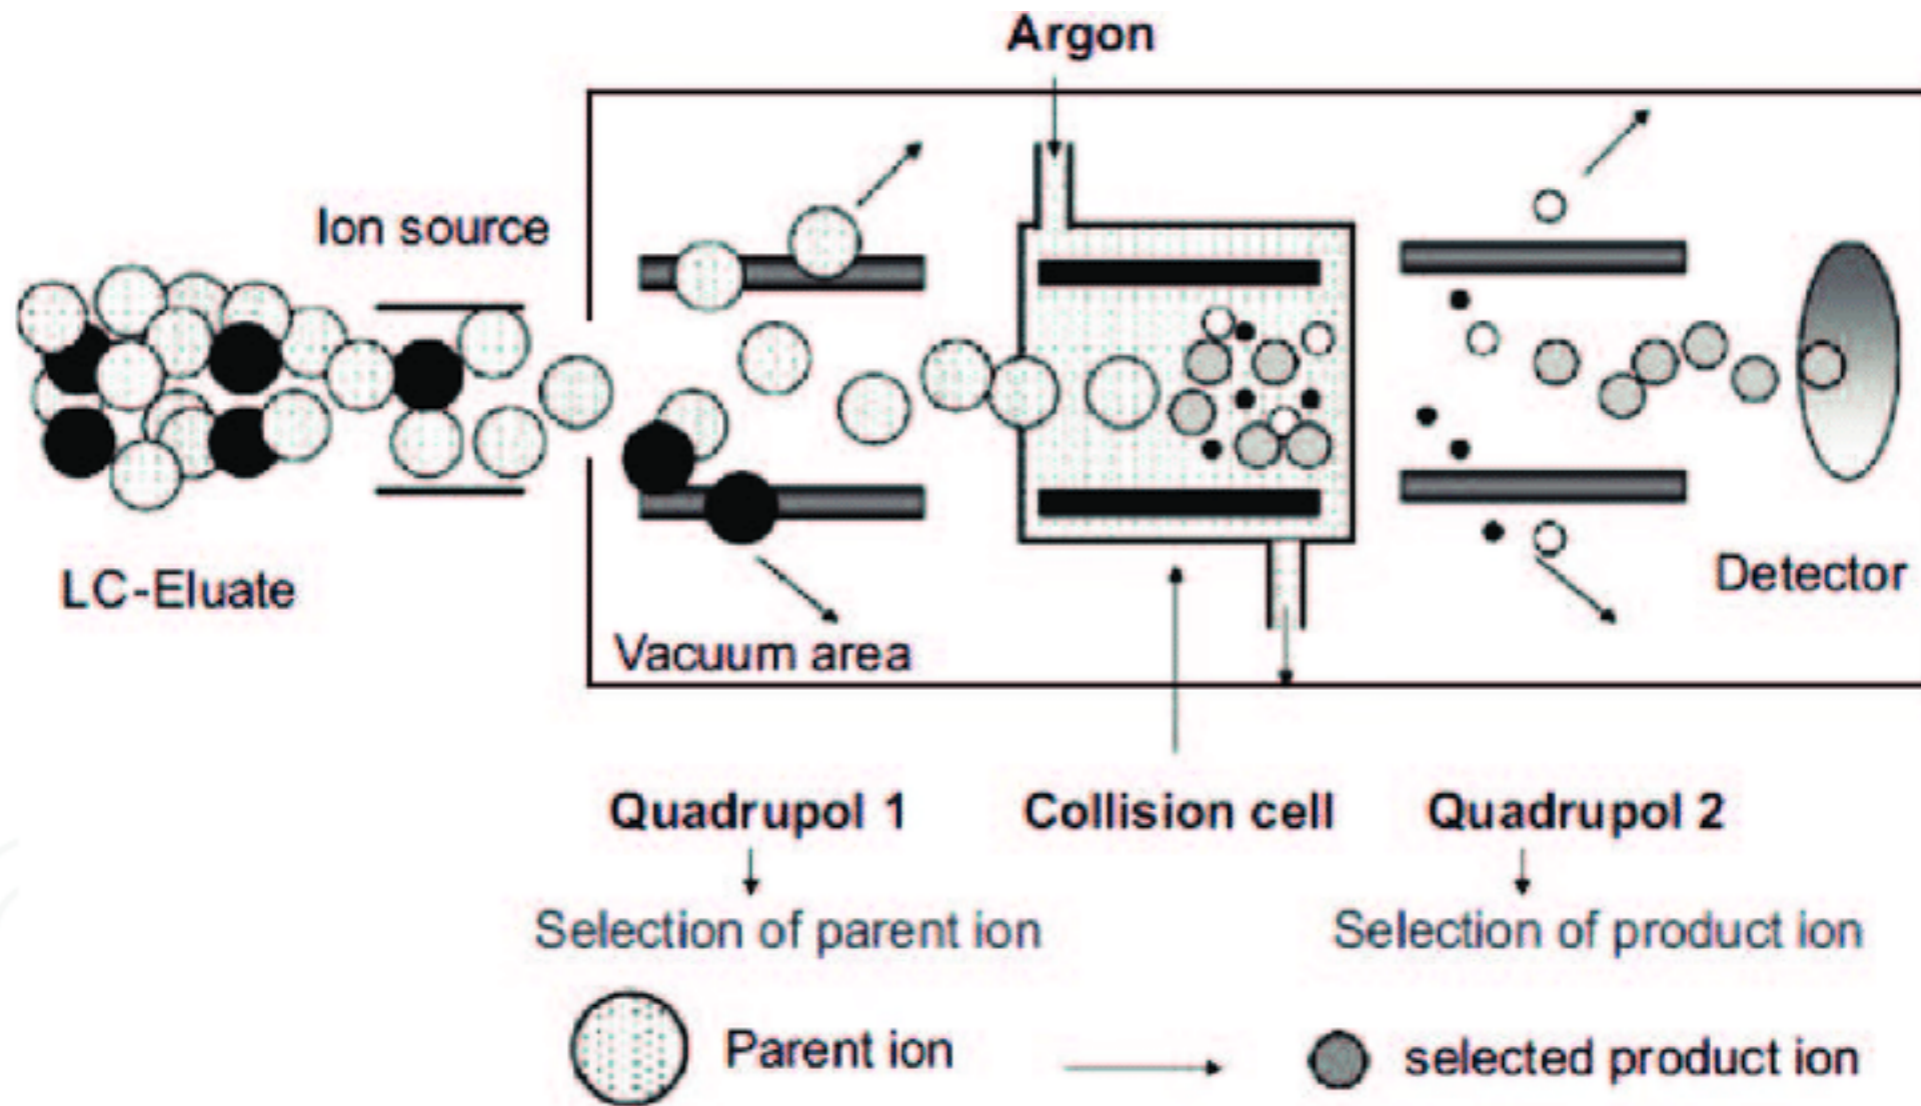 Argon
Ion source
LC-Eluate
Vacuum area
Detector
Quadrupol 1
Collision cell
Quadrupol 2
Selection of parent ion
Selection of product ion
Parent ion
selected product ion